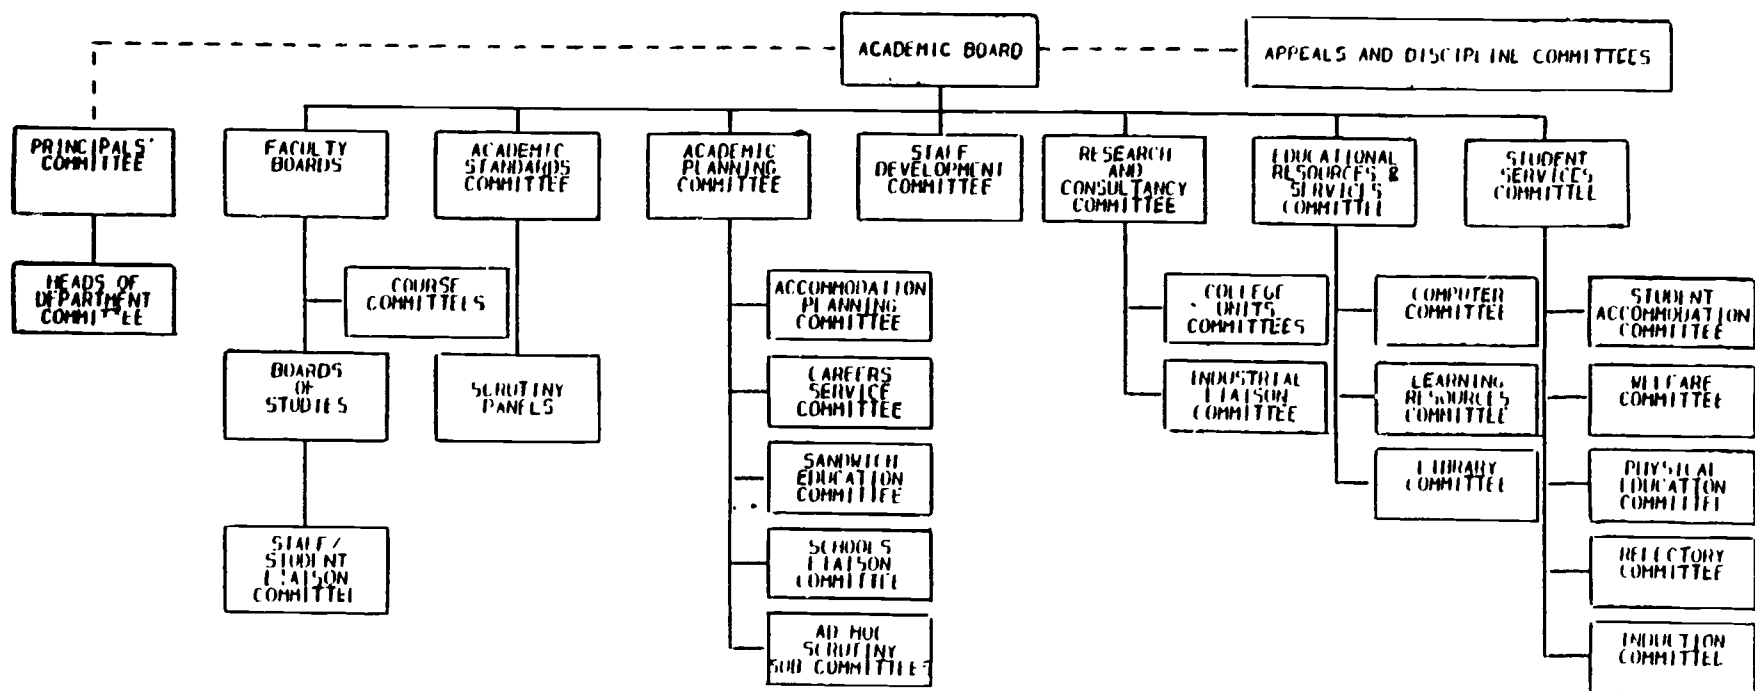 ACADEMIC BOARD
APPEALS AND DISCIPLINE COMMITTEES
PRINCIPALS'
COMMITTEE
FACULTY
BOARDS
ACADEMIC
STANDARDS
COMMITTEE
ACADEMIC
PLANNING
COMMITTEE
STAFF
DEVELOPMENT
COMMITTEE
RESEARCH
AND
CONSULTANCY
COMMITTEE
EDUCATIONAL
RESOURCES &
SERVICES
COMMITTEE
STUDENT
SERVICES
COMMITTEE
HEADS OF
DEPARTMENT
COMMITTEE
COURSE
COMMITTEES
BOARDS
OF
STUDIES
STAFF/
STUDENT
LIAISON
COMMITTEE
SCRUTINY
PANELS
ACCOMMODATION
PLANNING
COMMITTEE
CAREERS
SERVICE
COMMITTEE
SANDWICH
EDUCATION
COMMITTEE
SCHOOLS
LIAISON
COMMITTEE
AD HOC
SCRUTINY
SUB COMMITTEES
COLLEGE
UNITS
COMMITTEES
INDUSTRIAL
LIAISON
COMMITTEE
COMPUTER
COMMITTEE
LEARNING
RESOURCES
COMMITTEE
LIBRARY
COMMITTEE
STUDENT
ACCOMMODATION
COMMITTEE
WELFARE
COMMITTEE
PHYSICAL
EDUCATION
COMMITTEE
REFECTORY
COMMITTEE
INDUCTION
COMMITTEE